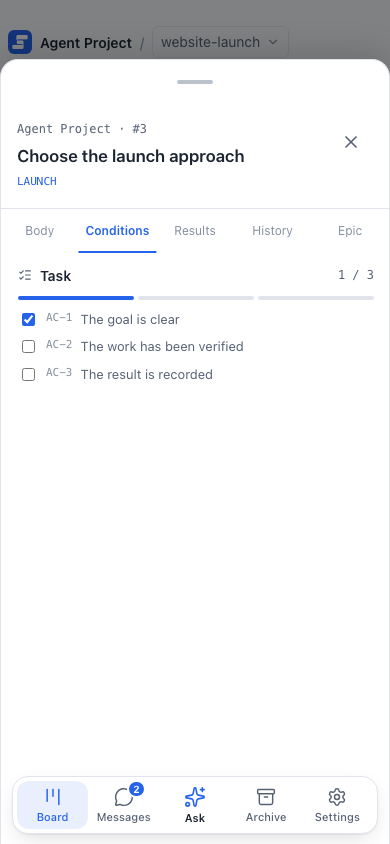 Agent Project / website-launch
Agent Project · #3
Choose the launch approach
LAUNCH
Body Conditions Results History Epic
Task 1 / 3
AC-1 The goal is clear
AC-2 The work has been verified
AC-3 The result is recorded
2
Board Messages Ask Archive Settings